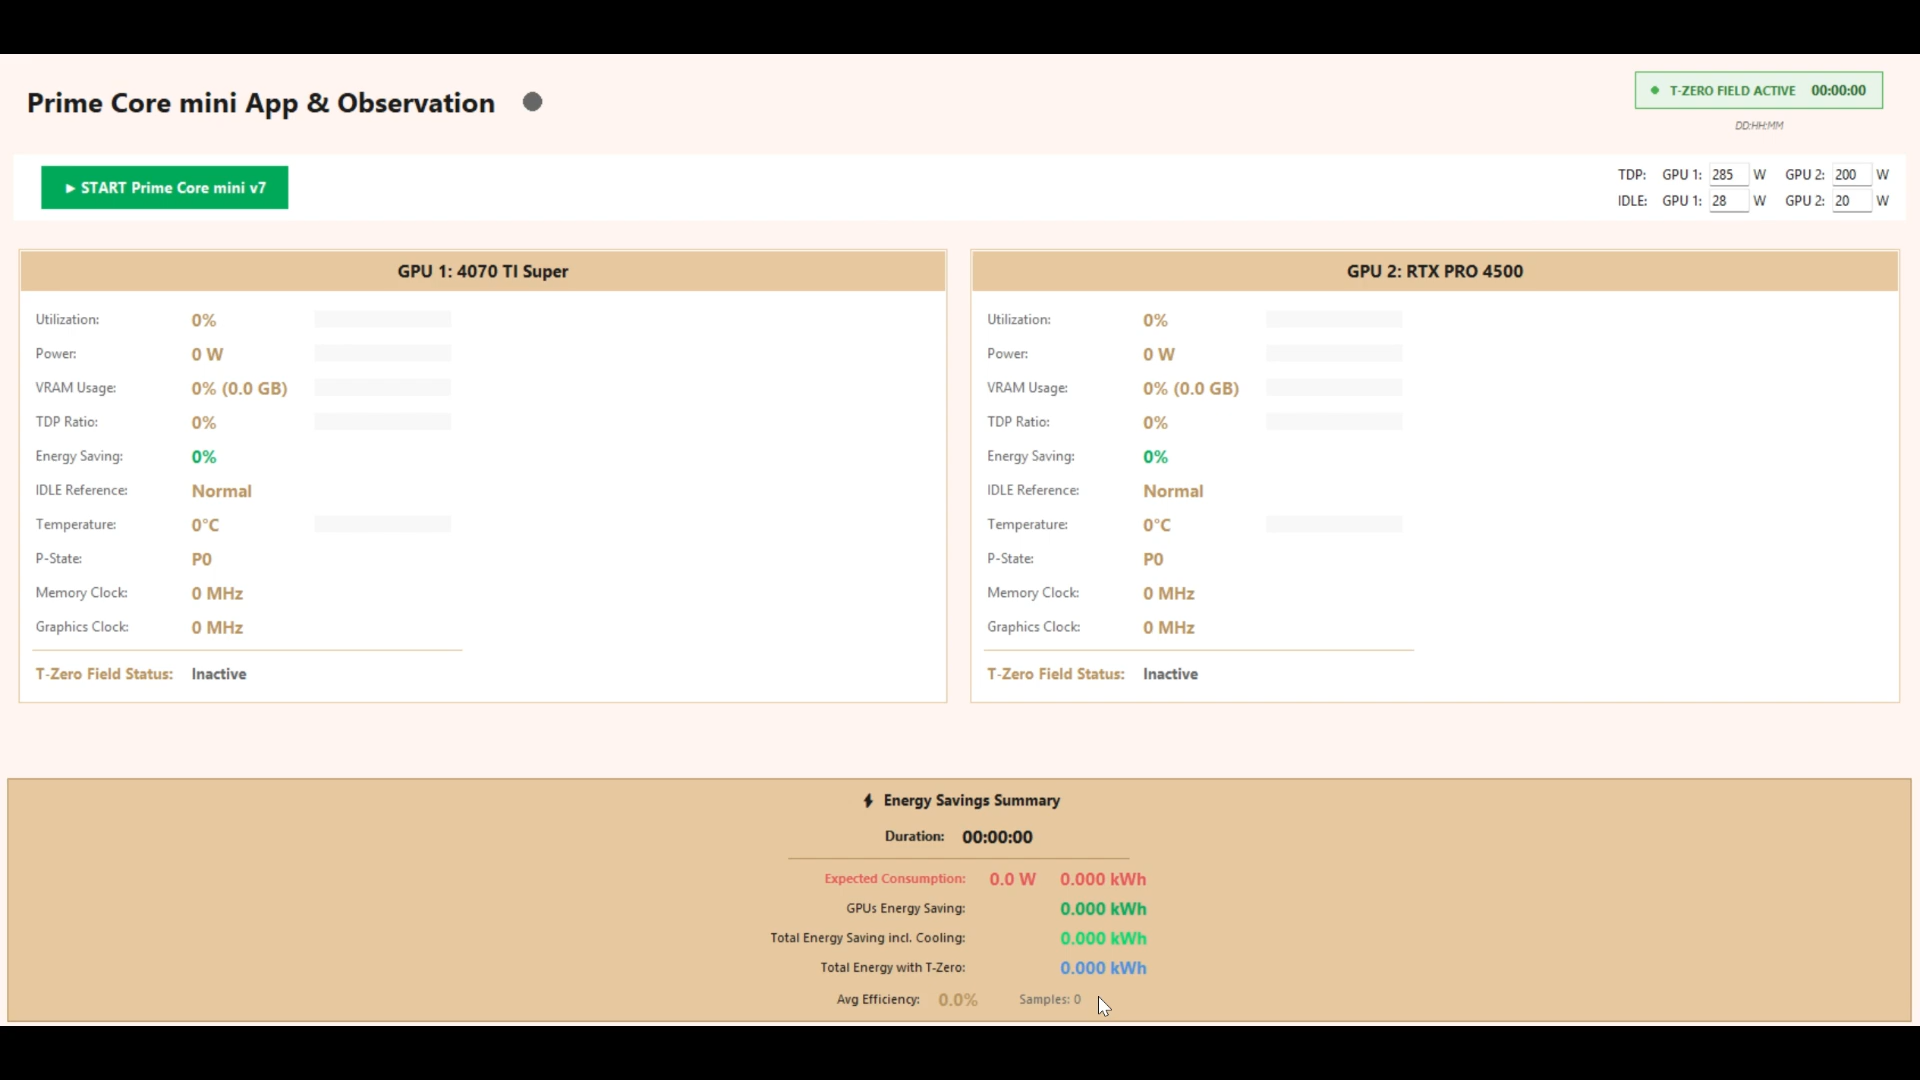 Prime Core mini App & Observation
● T-ZERO FIELD ACTIVE 00:00:00
DD:HH:MM
▶ START Prime Core mini v7
TDP: GPU 1: 285 W GPU 2: 200 W
IDLE: GPU 1: 28 W GPU 2: 20 W
GPU 1: 4070 TI Super
Utilization: 0%
Power: 0 W
VRAM Usage: 0% (0.0 GB)
TDP Ratio: 0%
Energy Saving: 0%
IDLE Reference: Normal
Temperature: 0°C
P-State: P0
Memory Clock: 0 MHz
Graphics Clock: 0 MHz
T-Zero Field Status: Inactive
GPU 2: RTX PRO 4500
Utilization: 0%
Power: 0 W
VRAM Usage: 0% (0.0 GB)
TDP Ratio: 0%
Energy Saving: 0%
IDLE Reference: Normal
Temperature: 0°C
P-State: P0
Memory Clock: 0 MHz
Graphics Clock: 0 MHz
T-Zero Field Status: Inactive
⚡ Energy Savings Summary
Duration: 00:00:00
Expected Consumption: 0.0 W 0.000 kWh
GPUs Energy Saving: 0.000 kWh
Total Energy Saving incl. Cooling: 0.000 kWh
Total Energy with T-Zero: 0.000 kWh
Avg Efficiency: 0.0% Samples: 0